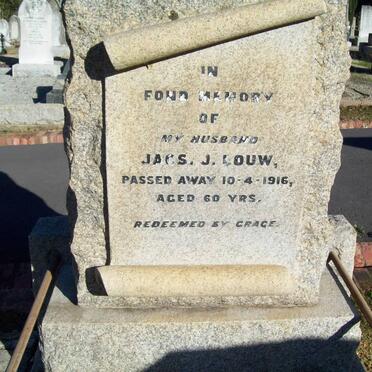 IN
FOND MEMORY
OF
MY HUSBAND
JACS. J. LOUW,
PASSED AWAY 10-4-1916,
AGED 60 YRS.
REDEEMED BY GRACE.